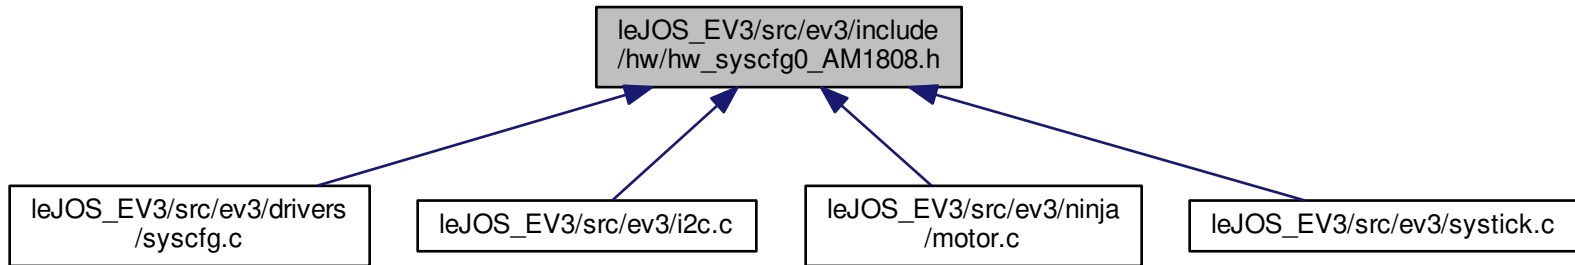 leJOS_EV3/src/ev3/include
/hw/hw_syscfg0_AM1808.h
leJOS_EV3/src/ev3/drivers
/syscfg.c
leJOS_EV3/src/ev3/i2c.c
leJOS_EV3/src/ev3/ninja
/motor.c
leJOS_EV3/src/ev3/systick.c